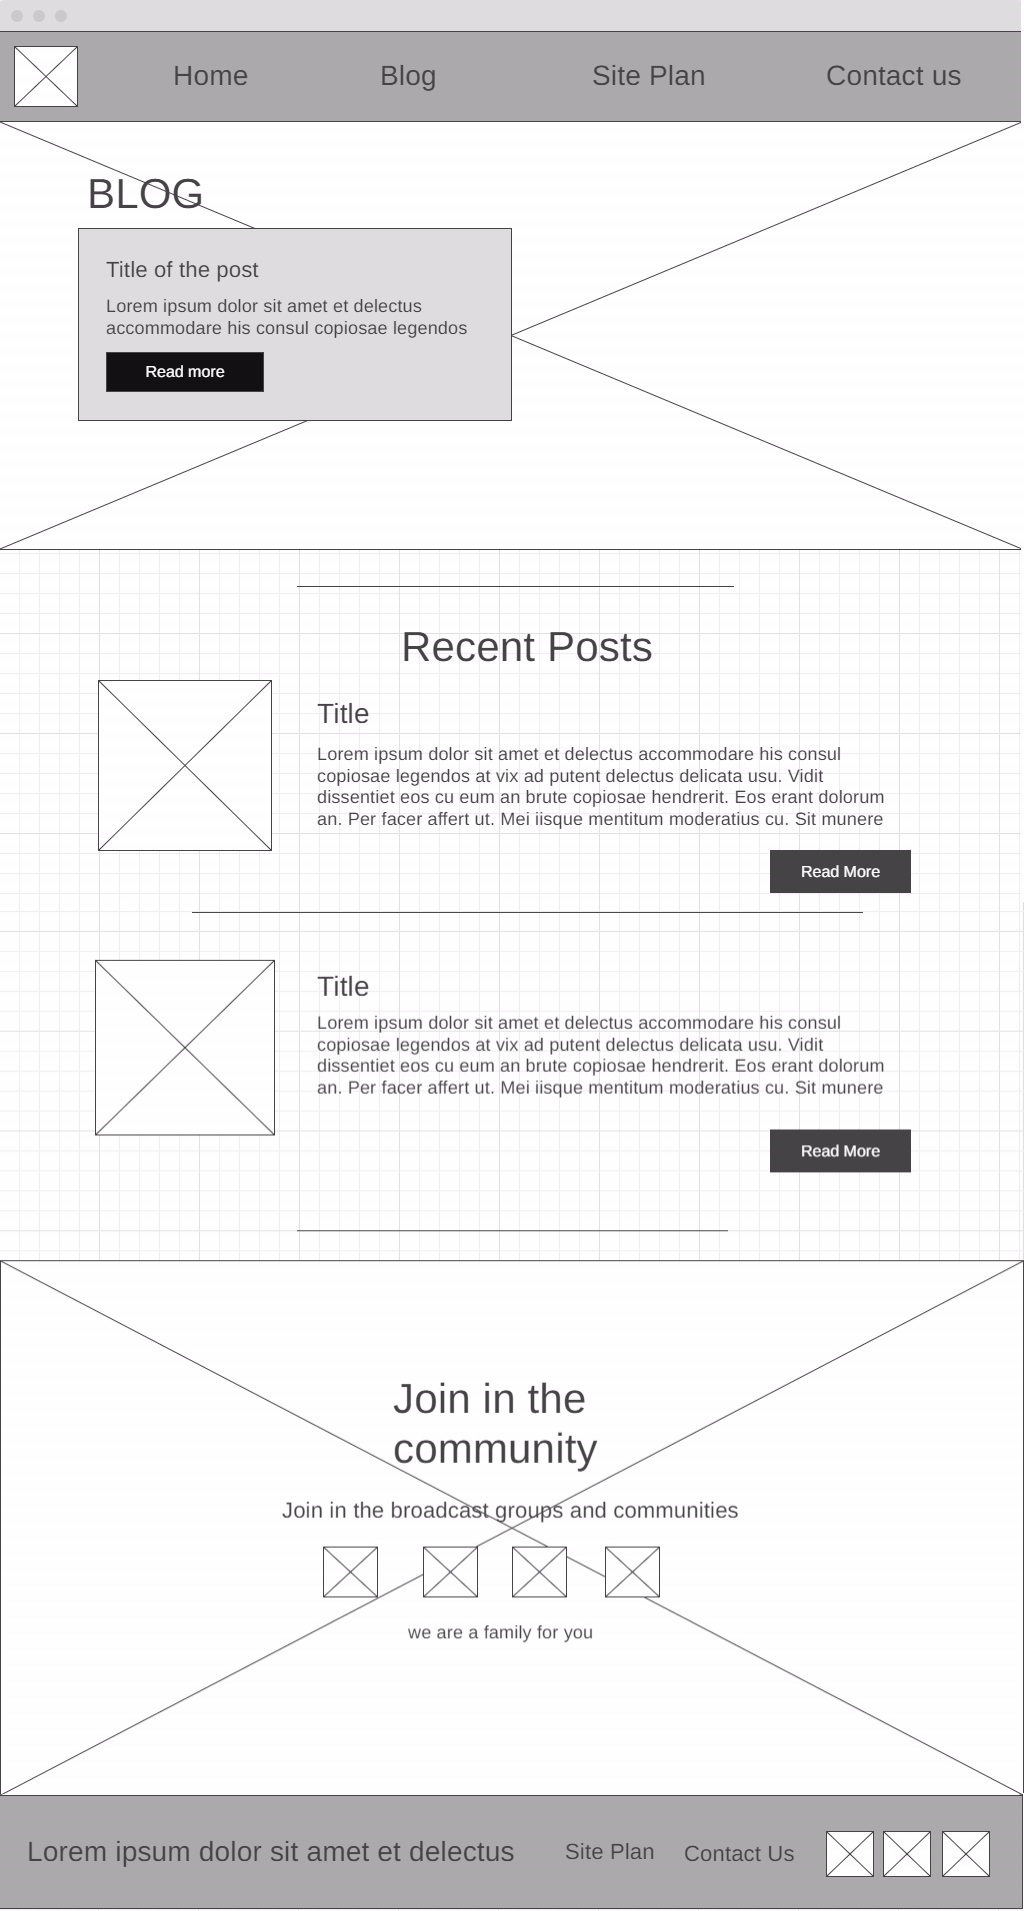 Home Blog Site Plan Contact us
BLOG
Title of the post
Lorem ipsum dolor sit amet et delectus
accommodare his consul copiosae legendos
Read more
Recent Posts
Title
Lorem ipsum dolor sit amet et delectus accommodare his consul
copiosae legendos at vix ad putent delectus delicata usu. Vidit
dissentiet eos cu eum an brute copiosae hendrerit. Eos erant dolorum
an. Per facer affert ut. Mei iisque mentitum moderatius cu. Sit munere
Read More
Title
Lorem ipsum dolor sit amet et delectus accommodare his consul
copiosae legendos at vix ad putent delectus delicata usu. Vidit
dissentiet eos cu eum an brute copiosae hendrerit. Eos erant dolorum
an. Per facer affert ut. Mei iisque mentitum moderatius cu. Sit munere
Read More
Join in the
community
Join in the broadcast groups and communities
we are a family for you
Lorem ipsum dolor sit amet et delectus Site Plan Contact Us